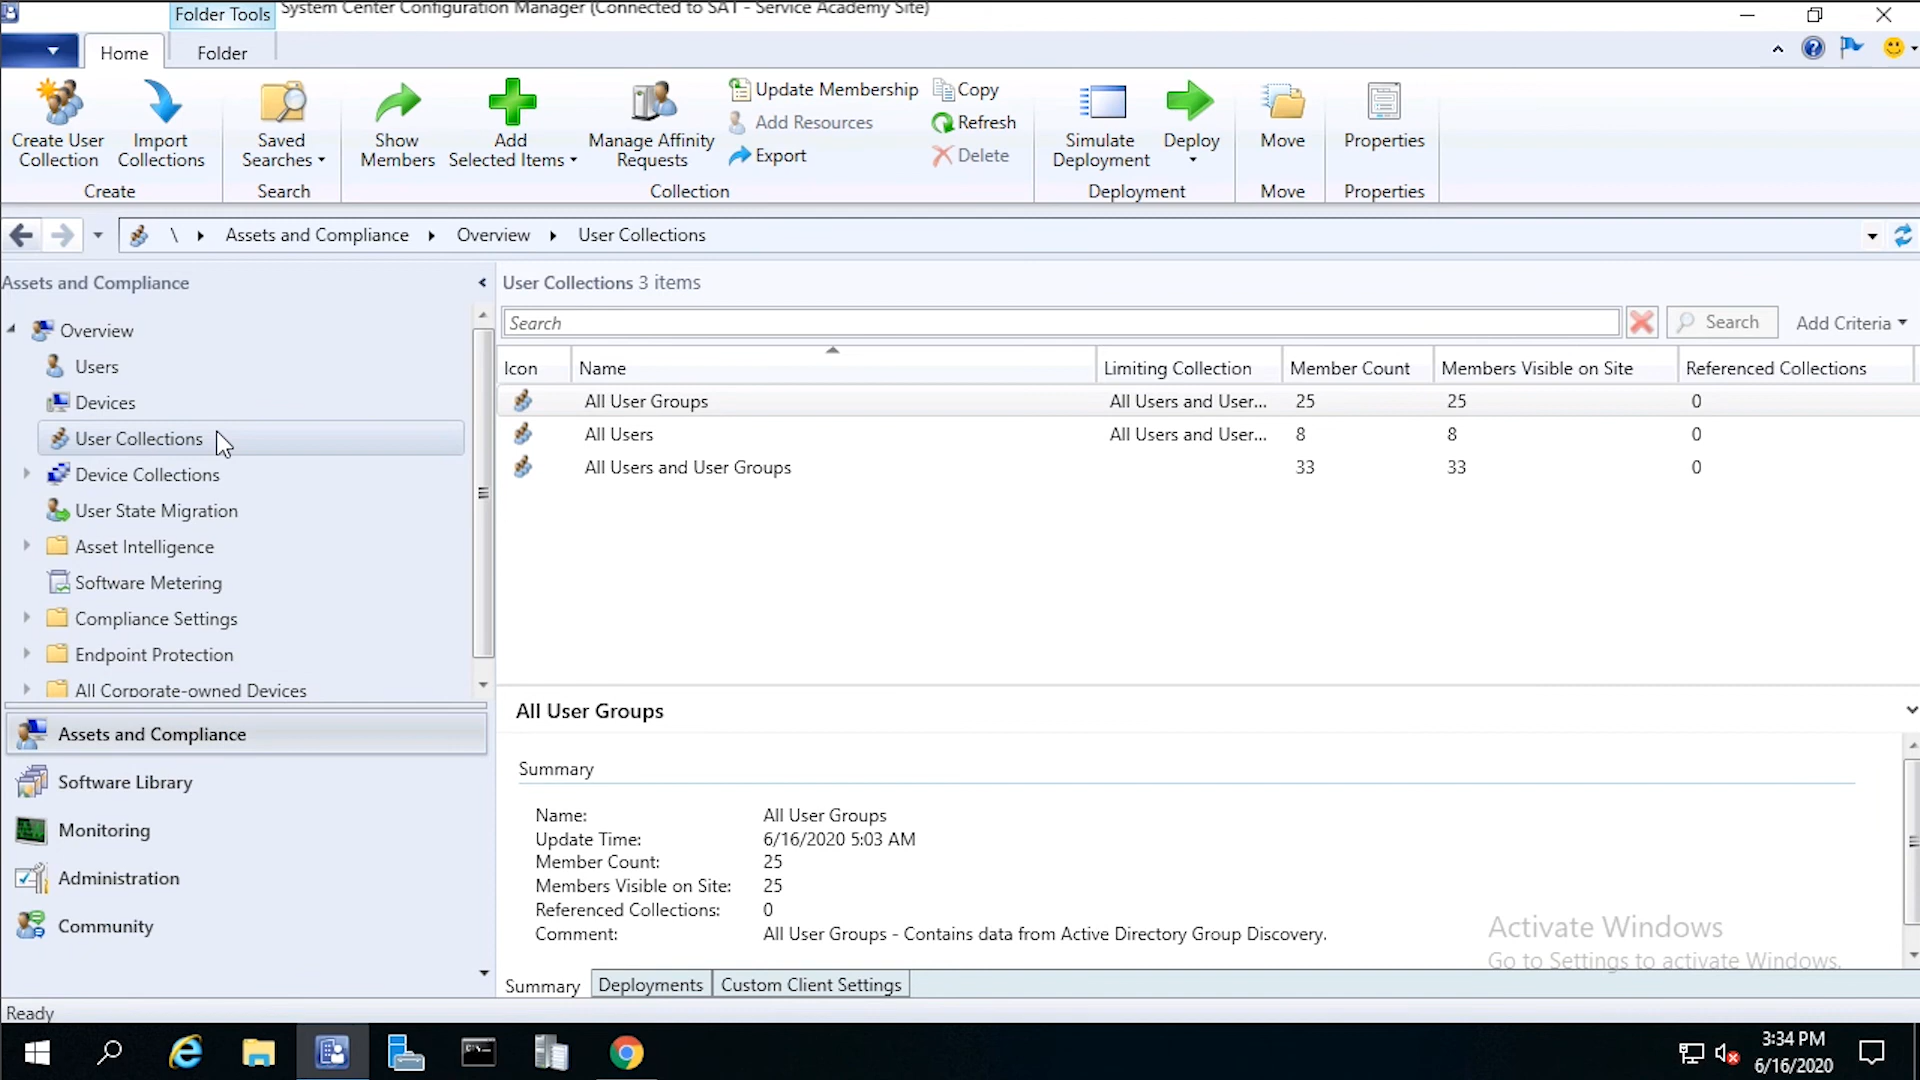 System Center Configuration Manager (Connected to SAT - Service Academy Site)
Folder Tools
Home
Folder
Create User Collection
Import Collections
Create
Saved Searches
Search
Show Members
Add Selected Items
Manage Affinity Requests
Update Membership
Add Resources
Export
Copy
Refresh
Delete
Collection
Simulate Deployment
Deploy
Deployment
Move
Move
Properties
Properties
\ Assets and Compliance Overview User Collections
Assets and Compliance
Overview
Users
Devices
User Collections
Device Collections
User State Migration
Asset Intelligence
Software Metering
Compliance Settings
Endpoint Protection
All Corporate-owned Devices
Assets and Compliance
Software Library
Monitoring
Administration
Community
User Collections 3 items
Search
Search
Add Criteria
Icon Name Limiting Collection Member Count Members Visible on Site Referenced Collections
All User Groups All Users and User... 25 25 0
All Users All Users and User... 8 8 0
All Users and User Groups 33 33 0
All User Groups
Summary
Name: All User Groups
Update Time: 6/16/2020 5:03 AM
Member Count: 25
Members Visible on Site: 25
Referenced Collections: 0
Comment: All User Groups - Contains data from Active Directory Group Discovery.
Activate Windows
Go to Settings to activate Windows.
Summary Deployments Custom Client Settings
Ready
3:34 PM
6/16/2020